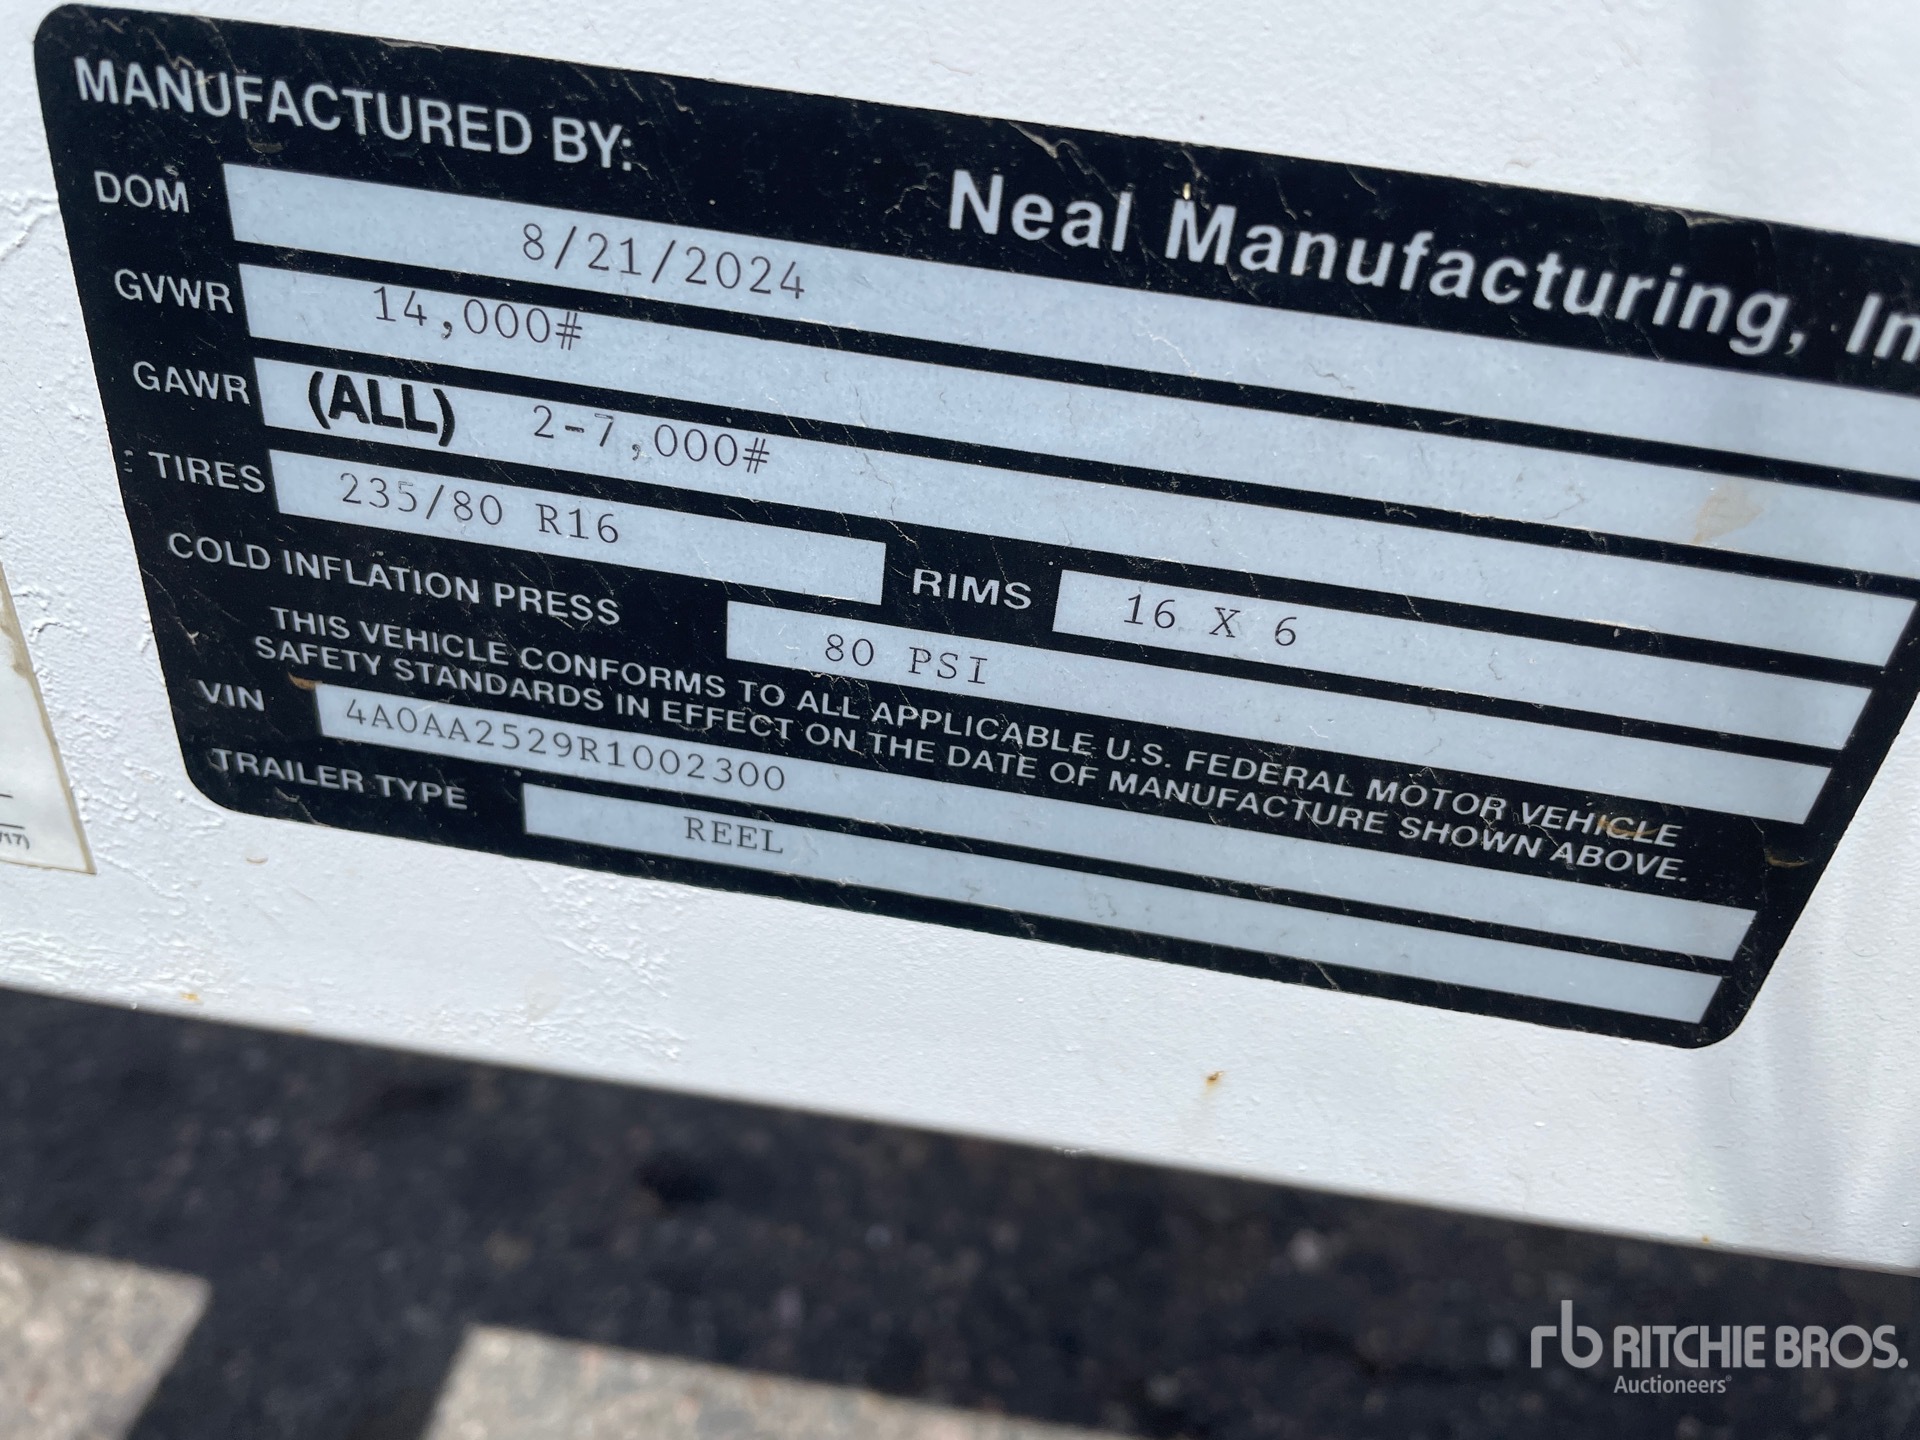 MANUFACTURED BY: Neal Manufacturing,
DOM 8/21/2024
GVWR 14,000#
GAWR (ALL) 2-7,000#
TIRES 235/80 R16 RIMS 16 X 6
COLD INFLATION PRESS 80 PSI
THIS VEHICLE CONFORMS TO ALL APPLICABLE U.S. FEDERAL MOTOR VEHICLE
SAFETY STANDARDS IN EFFECT ON THE DATE OF MANUFACTURE SHOWN ABOVE.
VIN 4A0AA2529R1002300
TRAILER TYPE REEL
rb RITCHIE BROS.
Auctioneers